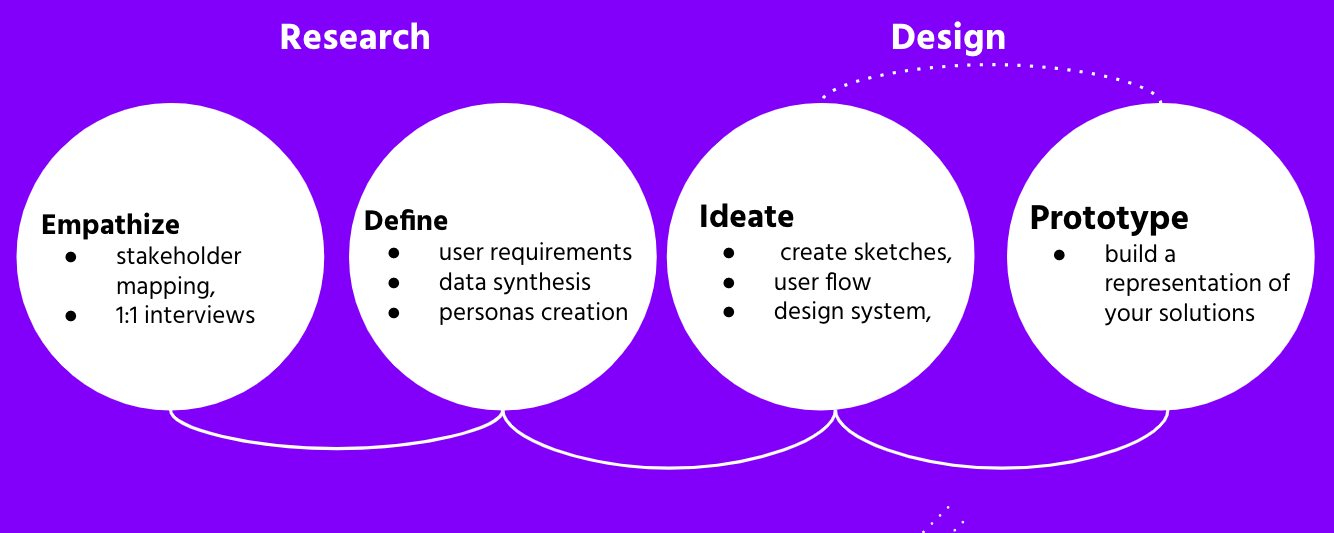 Research
Design
Empathize
● stakeholder
mapping,
● 1:1 interviews
Define
● user requirements
● data synthesis
● personas creation
Ideate
● create sketches,
● user flow
● design system,
Prototype
● build a
representation of
your solutions